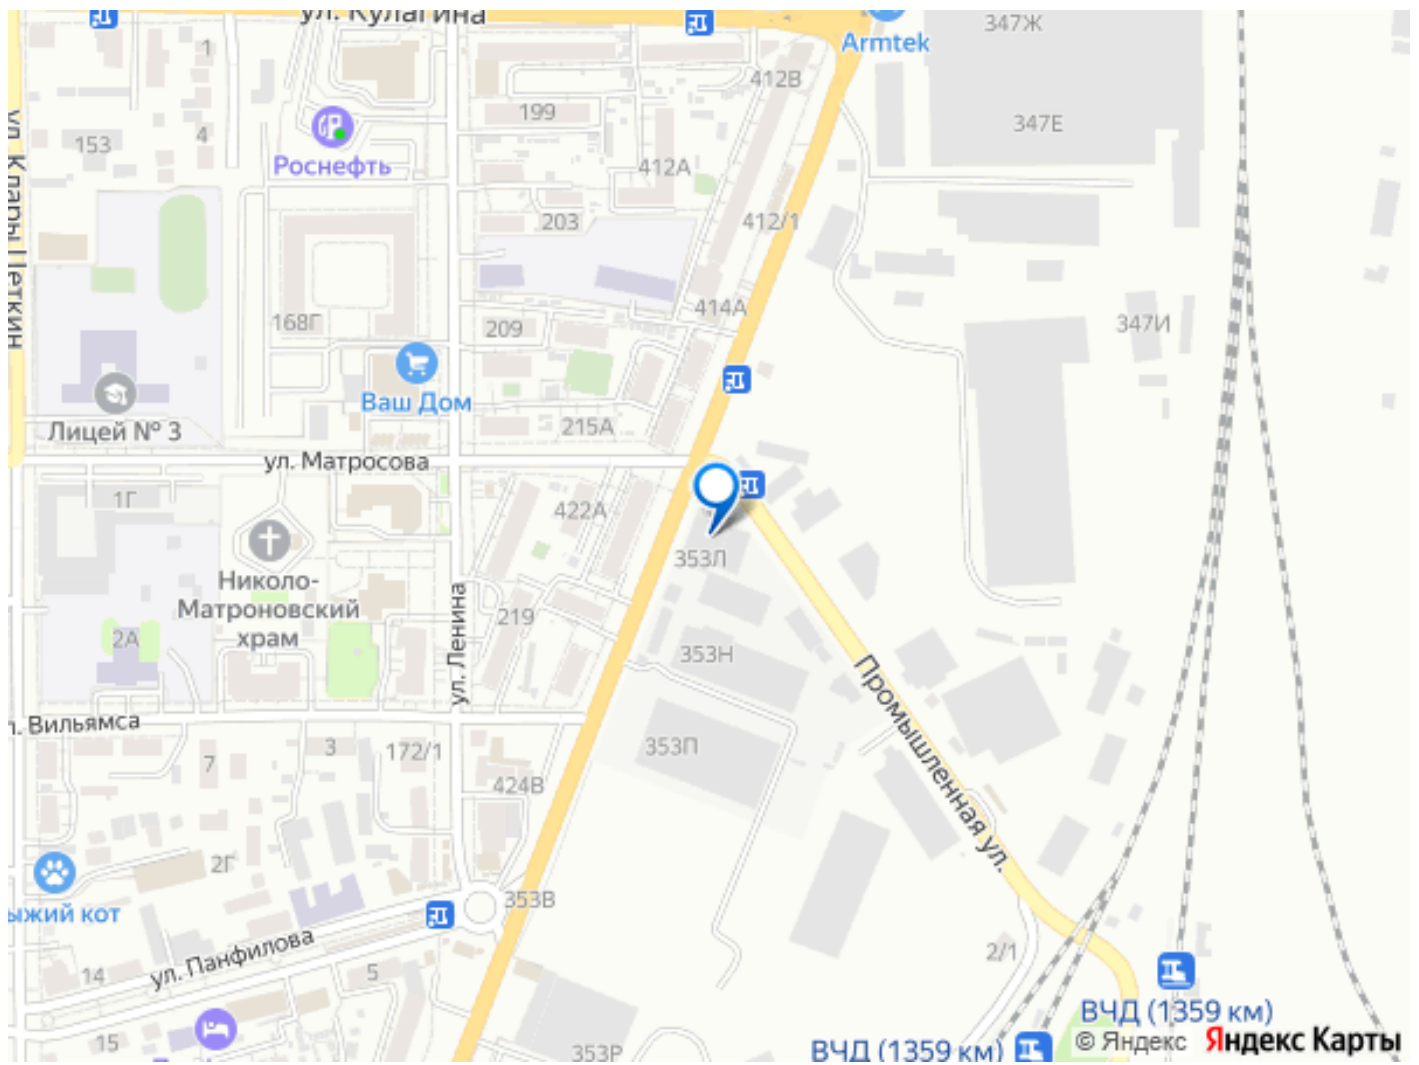 ул. Кулагина
347Ж
Armtek
1
412В
199
347Е
153
4
Роснефть
412А
203
412/1
ул. Клары Цеткин
168Г
209
414А
347И
Ваш Дом
Лицей № 3
215А
ул. Матросова
1Г
422А
353Л
Николо-
Матроновский
храм
2А
219
ул. Ленина
353Н
Промышленная ул.
Вильямса
7
3
172/1
353П
424В
2Г
353В
кот
ул. Панфилова
14
5
2/1
15
353Р
ВЧД (1359 км)
ВЧД (1359 км)
© Яндекс Яндекс Карты